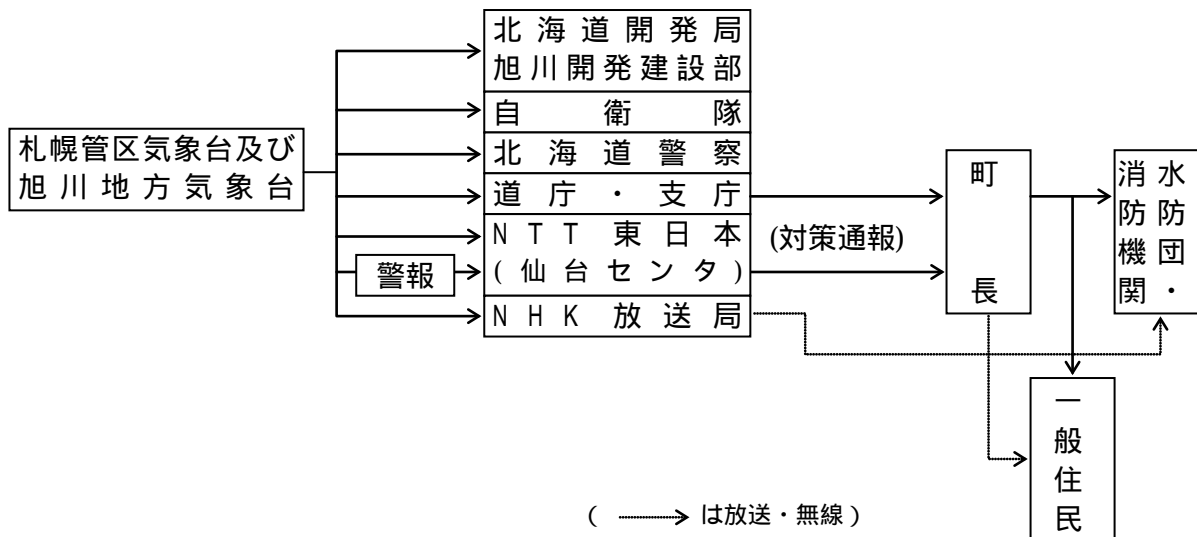 札幌管区気象台及び
旭川地方気象台
警報
北海道開発局
旭川開発建設部
自衛隊
北海道警察
道庁・支庁
NTT東日本
(仙台センタ)
NHK放送局
(対策通報)
町長
水防団・
消防機関
一般住民
( は放送・無線)